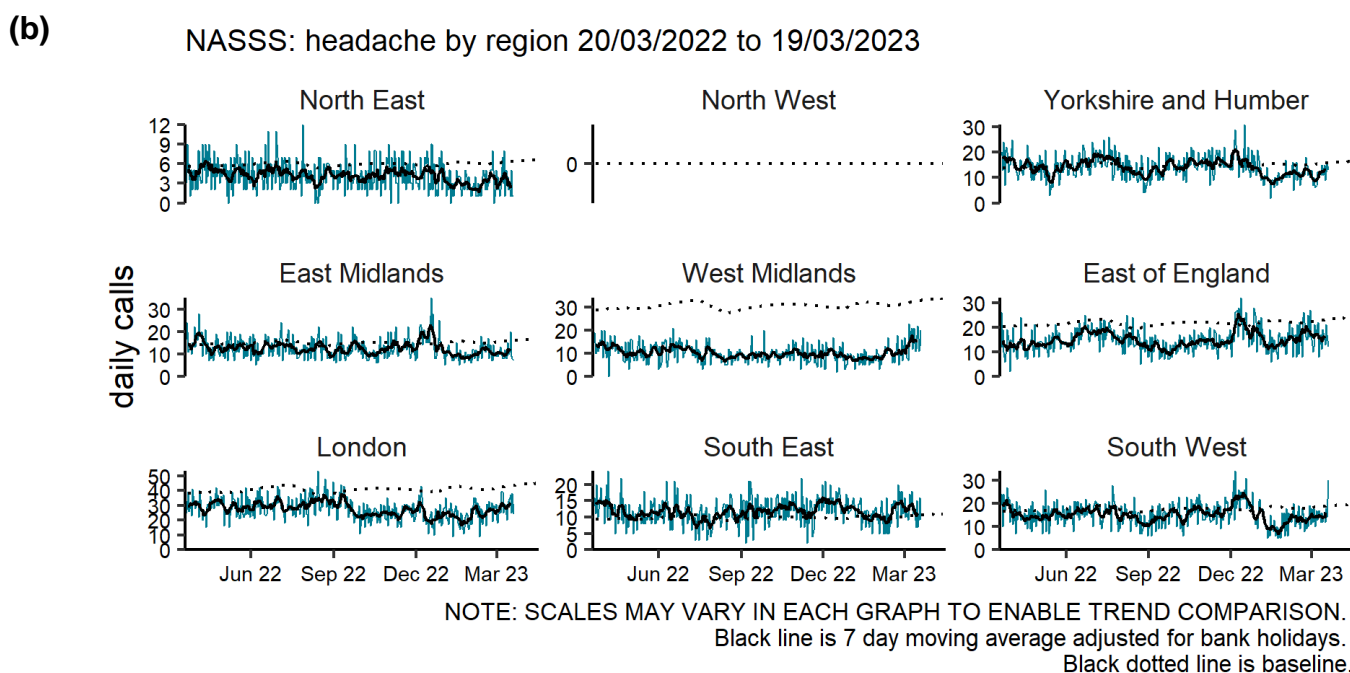 (b)
NASSS: headache by region 20/03/2022 to 19/03/2023
daily calls
North East
12
9
6
3
0
North West
0
Yorkshire and Humber
30
20
10
0
East Midlands
30
20
10
0
West Midlands
30
20
10
0
East of England
30
20
10
0
London
50
40
30
20
10
0
Jun 22 Sep 22 Dec 22 Mar 23
South East
20
15
10
5
0
Jun 22 Sep 22 Dec 22 Mar 23
South West
30
20
10
0
Jun 22 Sep 22 Dec 22 Mar 23
NOTE: SCALES MAY VARY IN EACH GRAPH TO ENABLE TREND COMPARISON.
Black line is 7 day moving average adjusted for bank holidays.
Black dotted line is baseline.